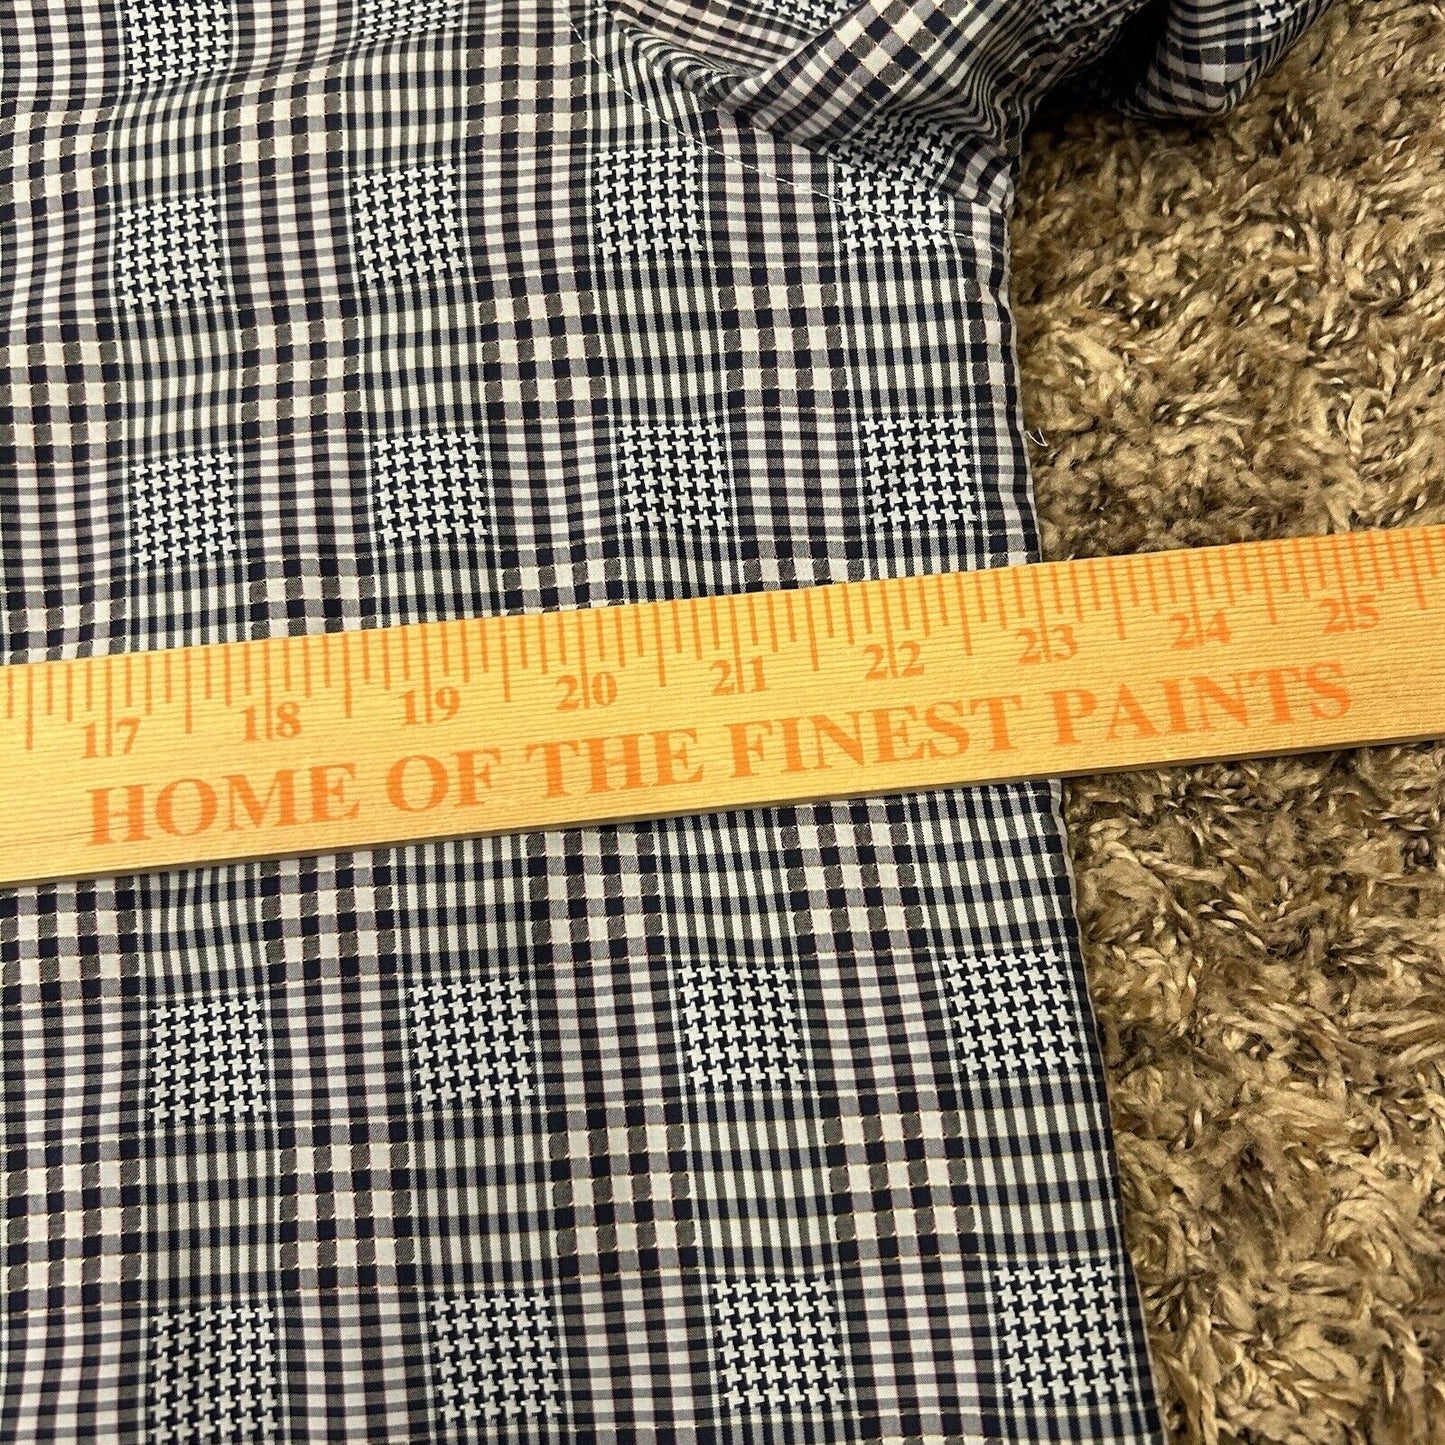 17 18 19 20 21 22 23 24 25
HOME OF THE FINEST PAINTS